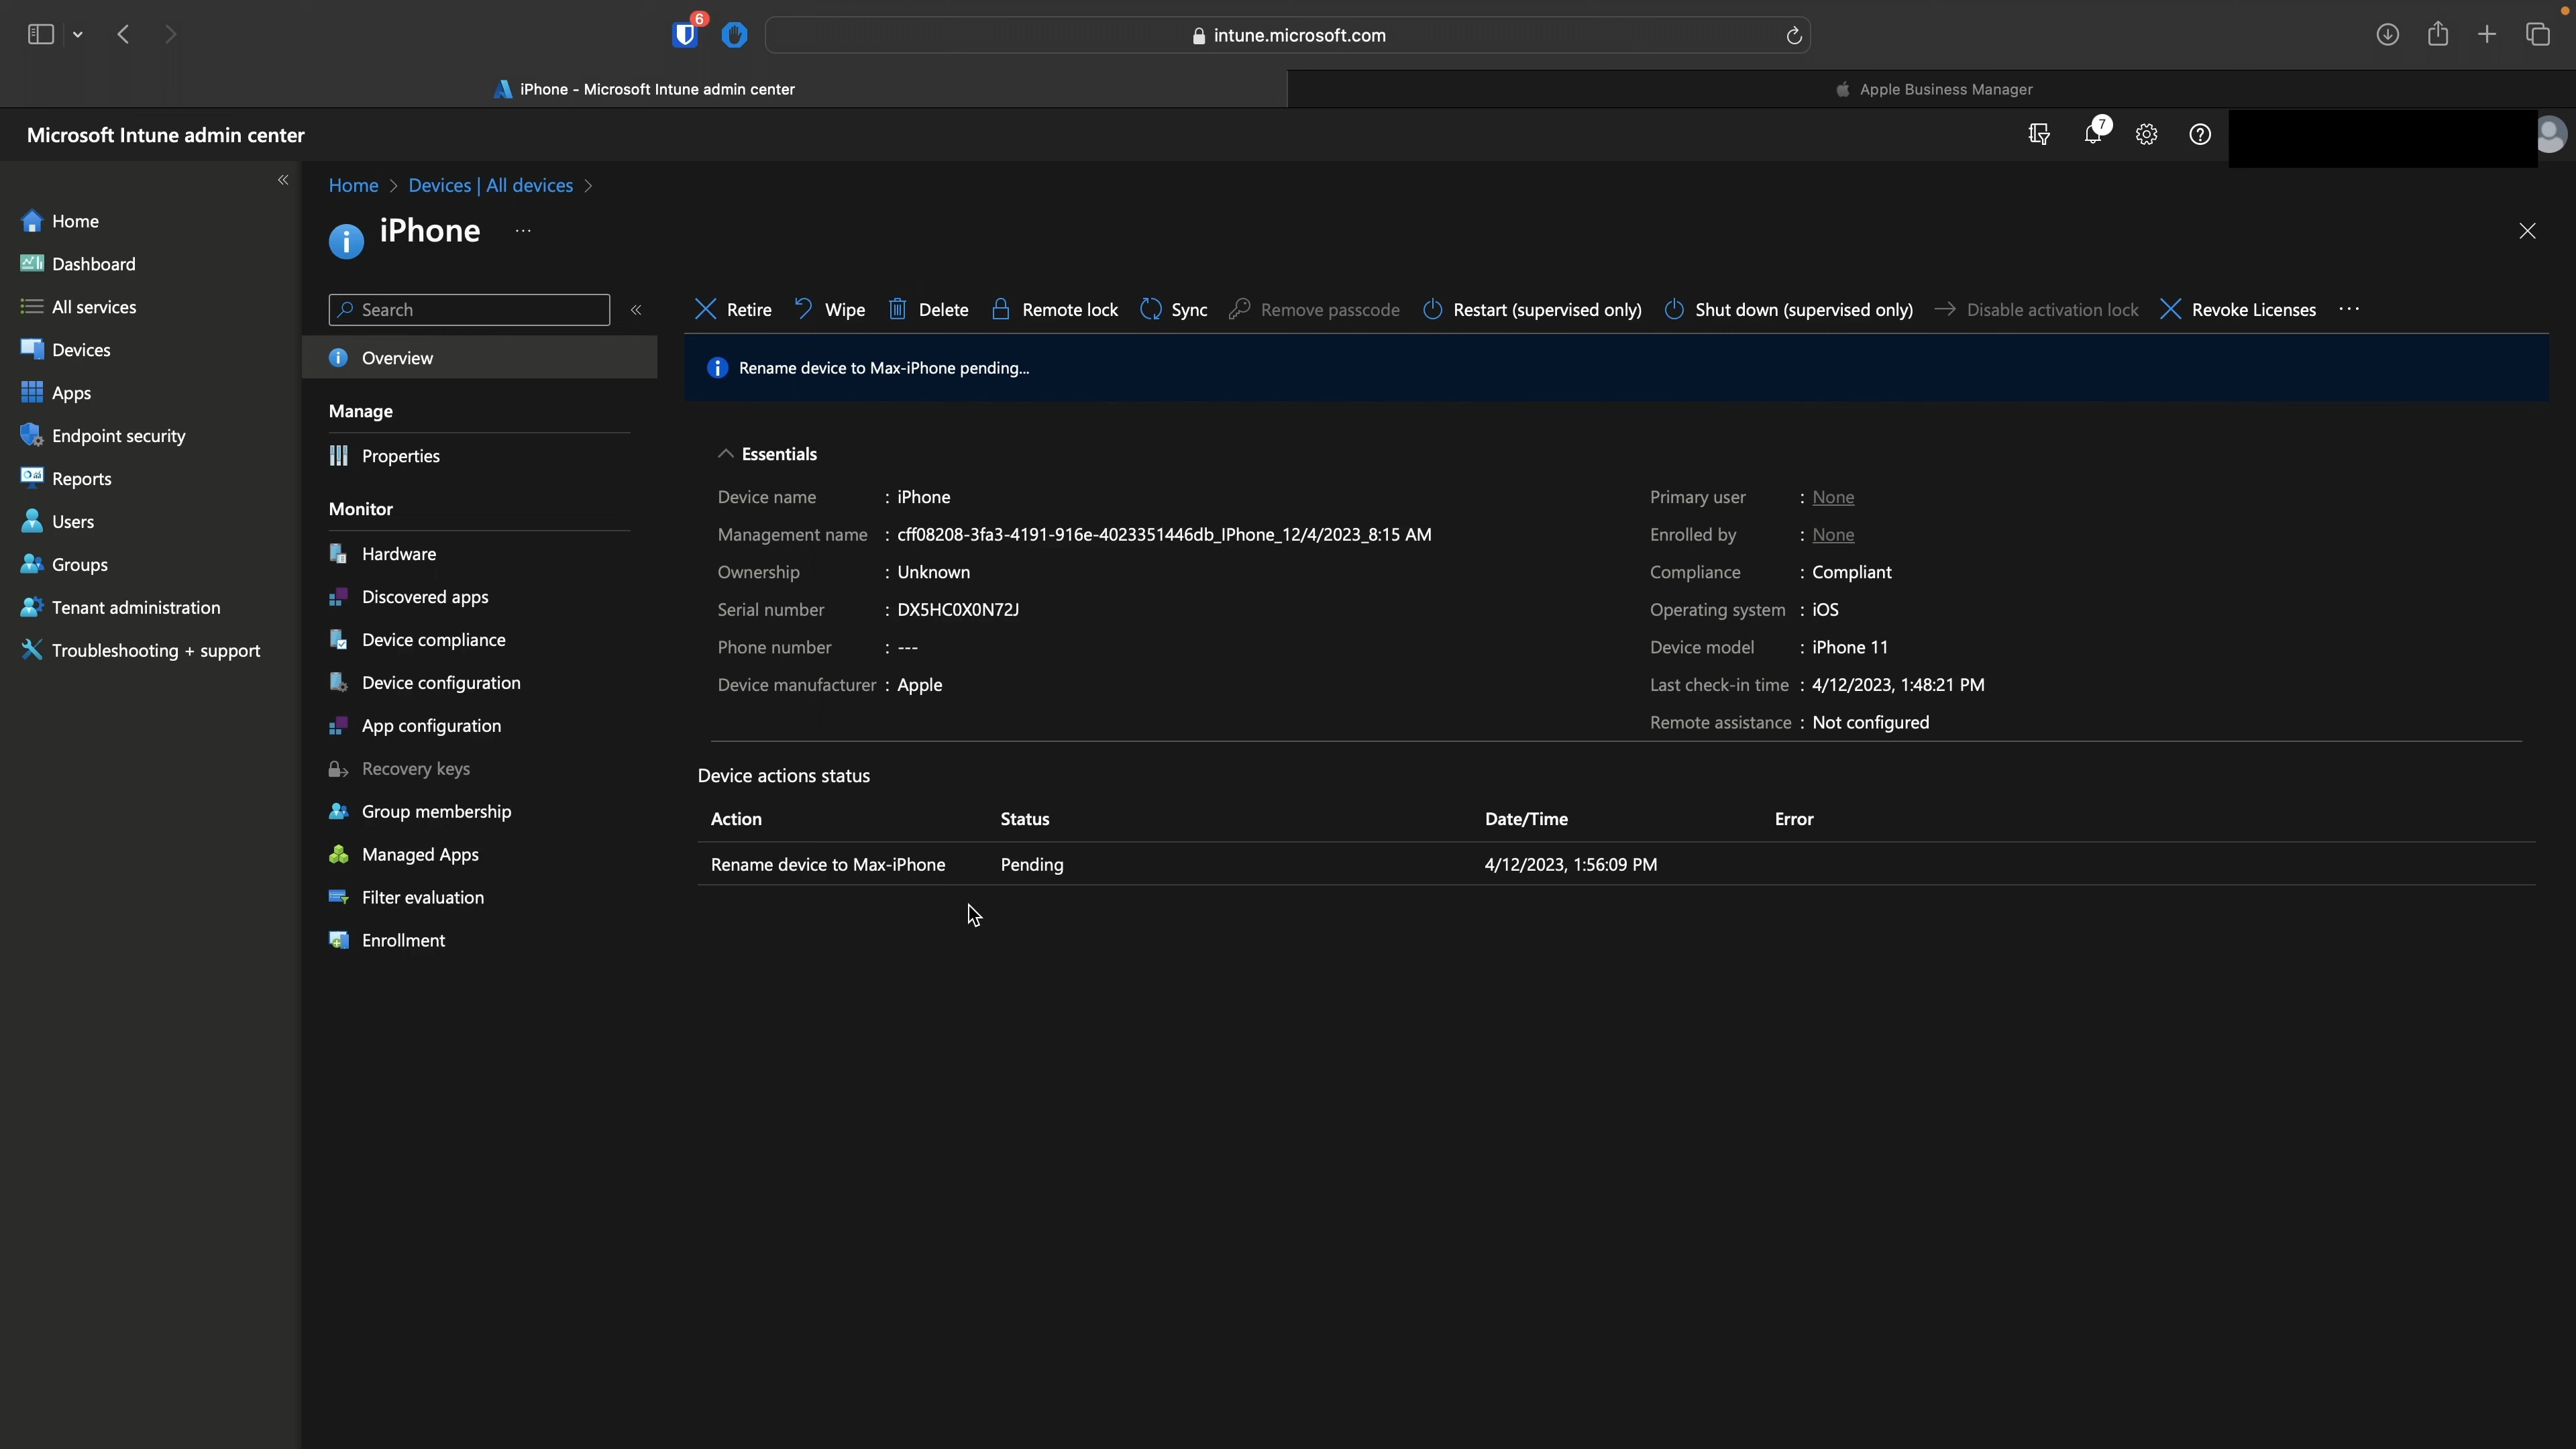 6
intune.microsoft.com
iPhone - Microsoft Intune admin center
Apple Business Manager
Microsoft Intune admin center
7
Home > Devices | All devices >
iPhone ...
Home
Dashboard
All services
Devices
Apps
Endpoint security
Reports
Users
Groups
Tenant administration
Troubleshooting + support
Search
Overview
Manage
Properties
Monitor
Hardware
Discovered apps
Device compliance
Device configuration
App configuration
Recovery keys
Group membership
Managed Apps
Filter evaluation
Enrollment
Retire Wipe Delete Remote lock Sync Remove passcode Restart (supervised only) Shut down (supervised only) Disable activation lock Revoke Licenses ...
Rename device to Max-iPhone pending...
Essentials
Device name : iPhone
Management name : cff08208-3fa3-4191-916e-4023351446db_IPhone_12/4/2023_8:15 AM
Ownership : Unknown
Serial number : DX5HC0X0N72J
Phone number : ---
Device manufacturer : Apple
Primary user : None
Enrolled by : None
Compliance : Compliant
Operating system : iOS
Device model : iPhone 11
Last check-in time : 4/12/2023, 1:48:21 PM
Remote assistance : Not configured
Device actions status
Action Status Date/Time Error
Rename device to Max-iPhone Pending 4/12/2023, 1:56:09 PM